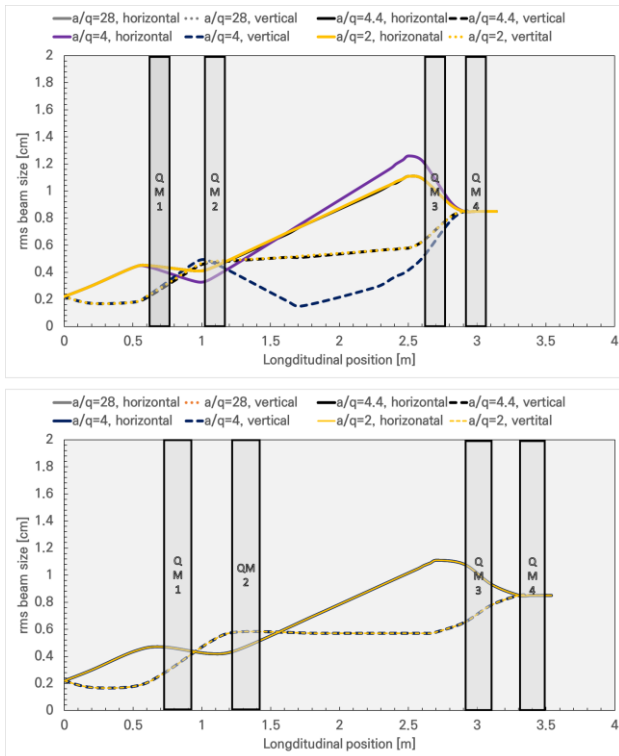 a/q=28, horizontal a/q=28, vertical a/q=4.4, horizontal a/q=4.4, vertical
a/q=4, horizontal a/q=4, vertical a/q=2, horizonatal a/q=2, vertital
2
1.8
1.6
1.4
1.2
1
0.8
0.6
0.4
0.2
0
rms beam size [cm]
Q
M
1
Q
M
2
Q
M
3
Q
M
4
0 0.5 1 1.5 2 2.5 3 3.5 4
Longditudinal position [m]
a/q=28, horizontal a/q=28, vertical a/q=4.4, horizontal a/q=4.4, vertical
a/q=4, horizontal a/q=4, vertical a/q=2, horizonatal a/q=2, vertital
2
1.8
1.6
1.4
1.2
1
0.8
0.6
0.4
0.2
0
rms beam size [cm]
Q
M
1
QM
2
Q
M
3
Q
M
4
0 0.5 1 1.5 2 2.5 3 3.5 4
Longditudinal position [m]